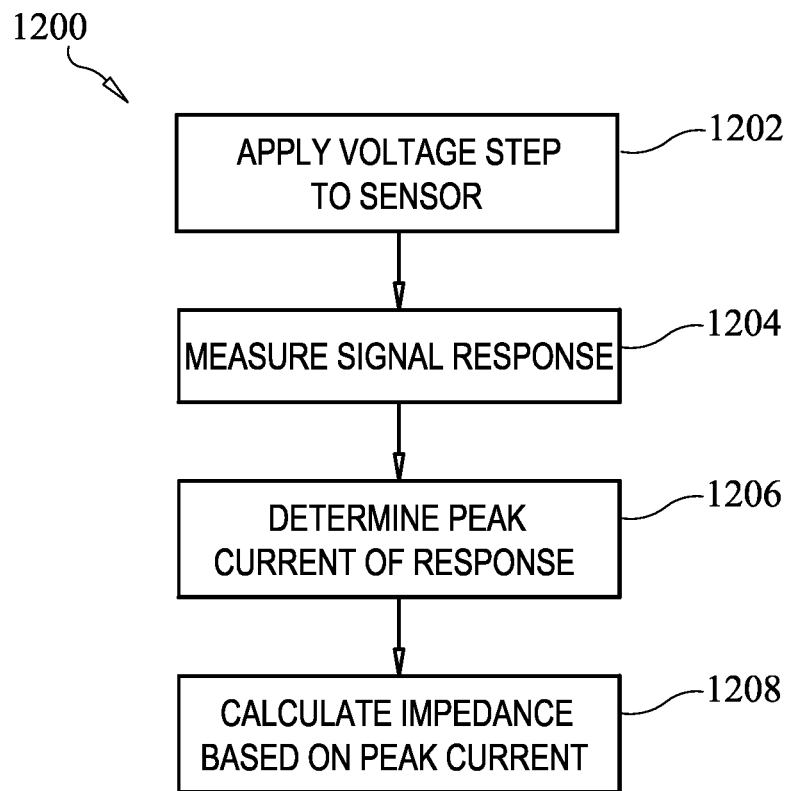 1200
APPLY VOLTAGE STEP
TO SENSOR
1202
MEASURE SIGNAL RESPONSE
1204
DETERMINE PEAK
CURRENT OF RESPONSE
1206
CALCULATE IMPEDANCE
BASED ON PEAK CURRENT
1208